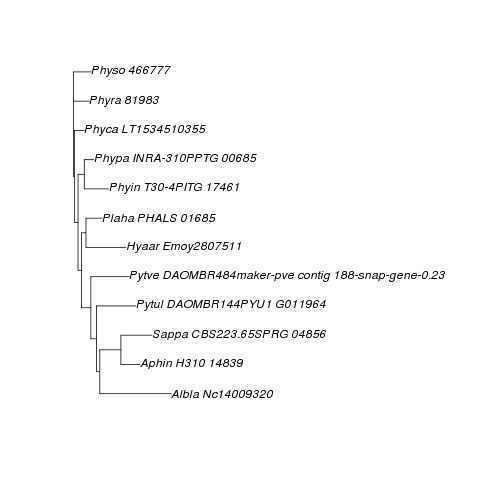 Physo 466777
Phyra 81983
Phyca LT1534510355
Phypa INRA-310PPTG 00685
Phyin T30-4PITG 17461
Plaha PHALS 01685
Hyaar Emoy2807511
Pytve DAOMBR484maker-pve contig 188-snap-gene-0.23
Pytul DAOMBR144PYU1 G011964
Sappa CBS223.65SPRG 04856
Aphin H310 14839
Albla Nc14009320